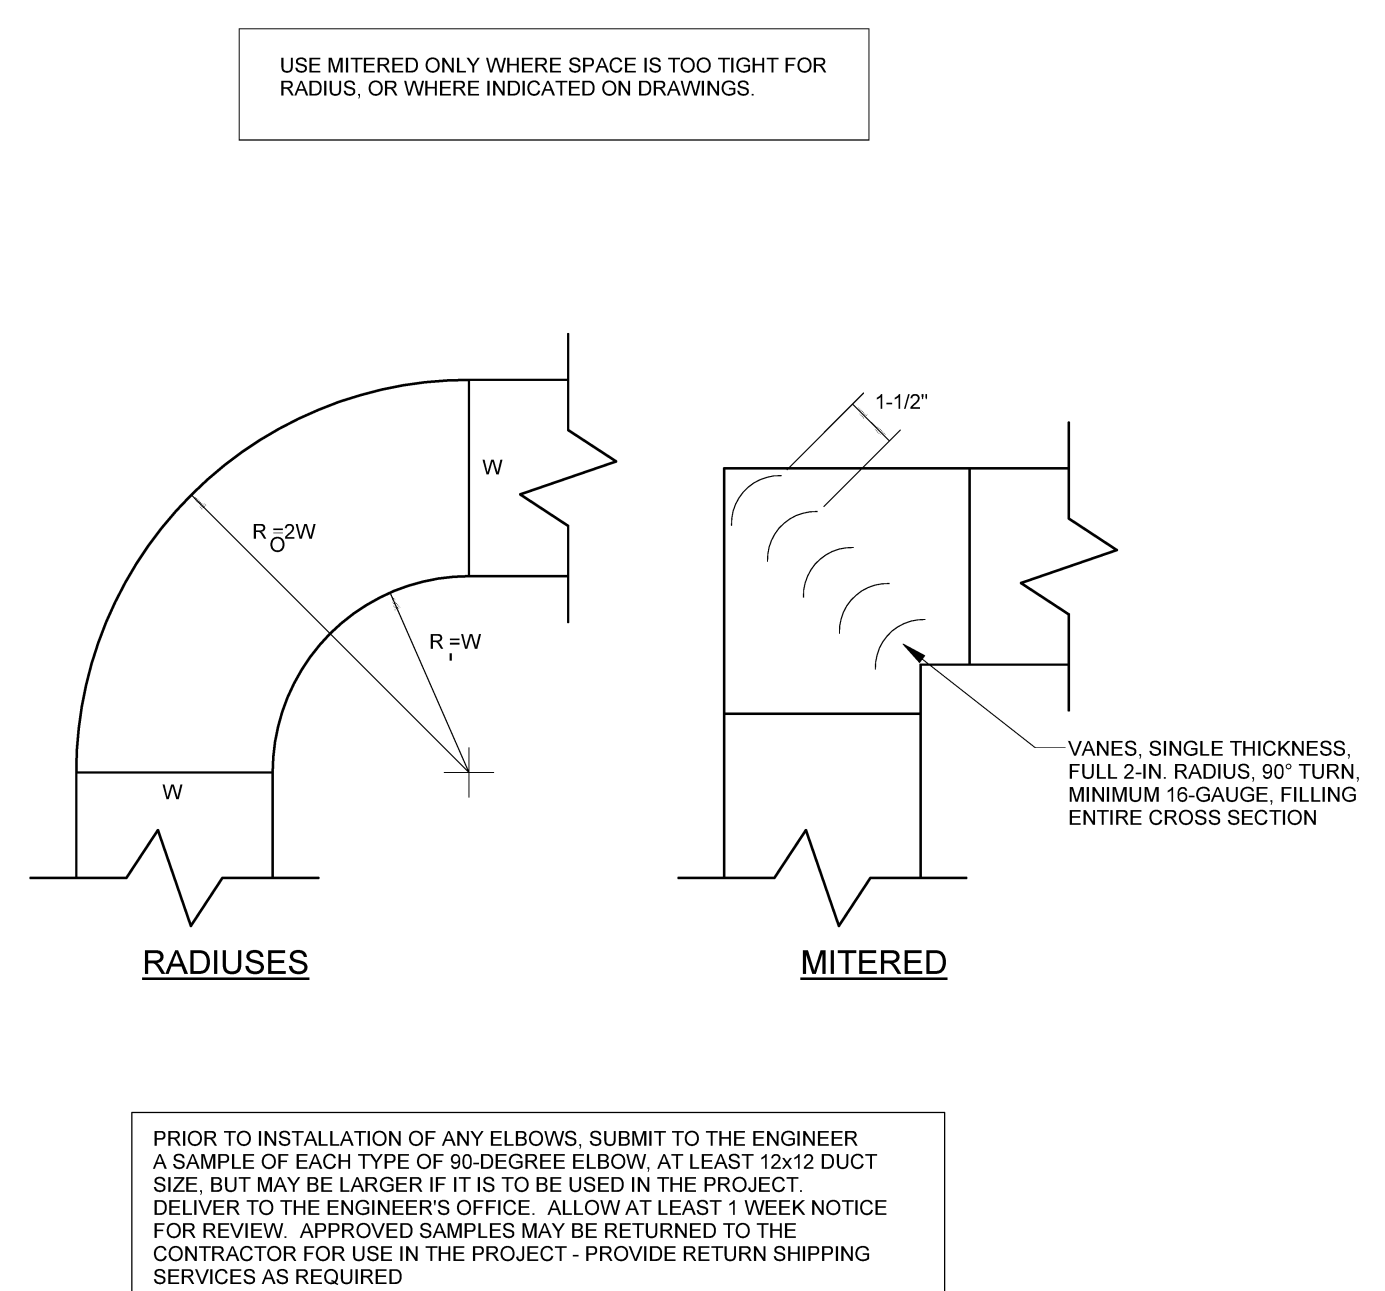 USE MITERED ONLY WHERE SPACE IS TOO TIGHT FOR
RADIUS, OR WHERE INDICATED ON DRAWINGS.
1-1/2"
W
R =2W
O
R =W
I
W
VANES, SINGLE THICKNESS,
FULL 2-IN. RADIUS, 90° TURN,
MINIMUM 16-GAUGE, FILLING
ENTIRE CROSS SECTION
RADIUSES
MITERED
PRIOR TO INSTALLATION OF ANY ELBOWS, SUBMIT TO THE ENGINEER
A SAMPLE OF EACH TYPE OF 90-DEGREE ELBOW, AT LEAST 12x12 DUCT
SIZE, BUT MAY BE LARGER IF IT IS TO BE USED IN THE PROJECT.
DELIVER TO THE ENGINEER'S OFFICE.  ALLOW AT LEAST 1 WEEK NOTICE
FOR REVIEW.  APPROVED SAMPLES MAY BE RETURNED TO THE
CONTRACTOR FOR USE IN THE PROJECT - PROVIDE RETURN SHIPPING
SERVICES AS REQUIRED